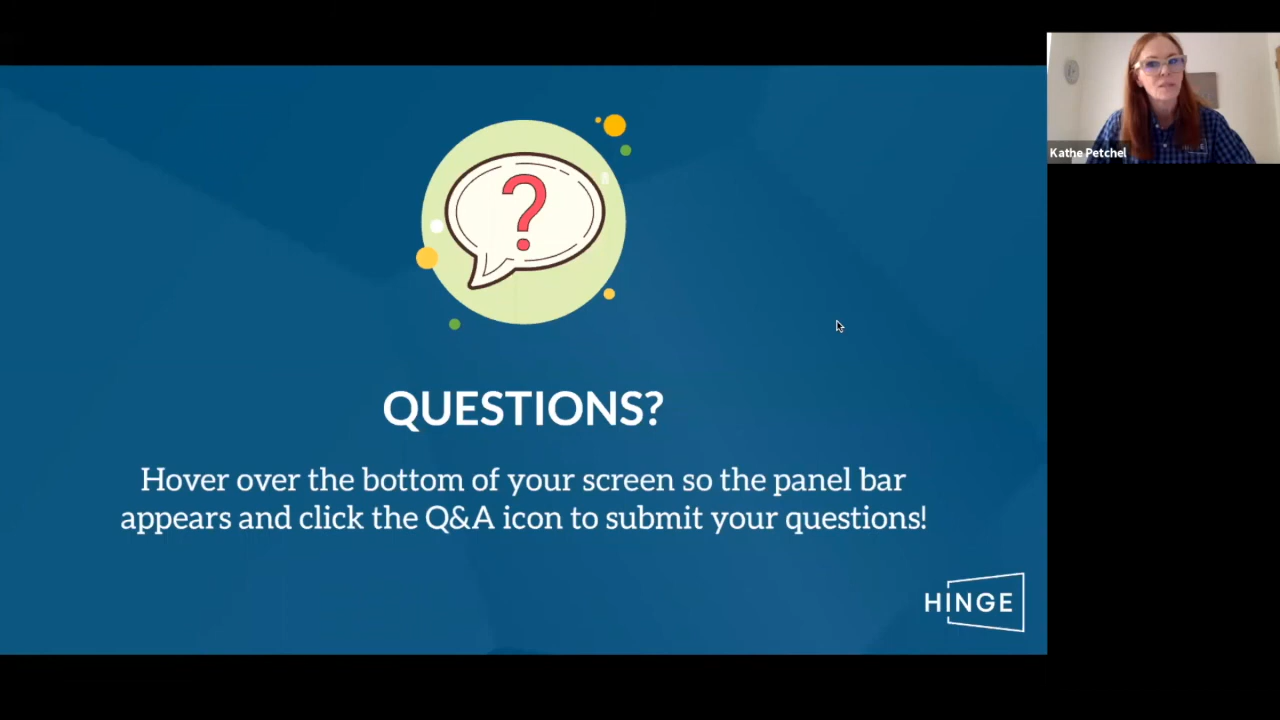 ?
Kathe Petchel
QUESTIONS?
Hover over the bottom of your screen so the panel bar
appears and click the Q&A icon to submit your questions!
HINGE